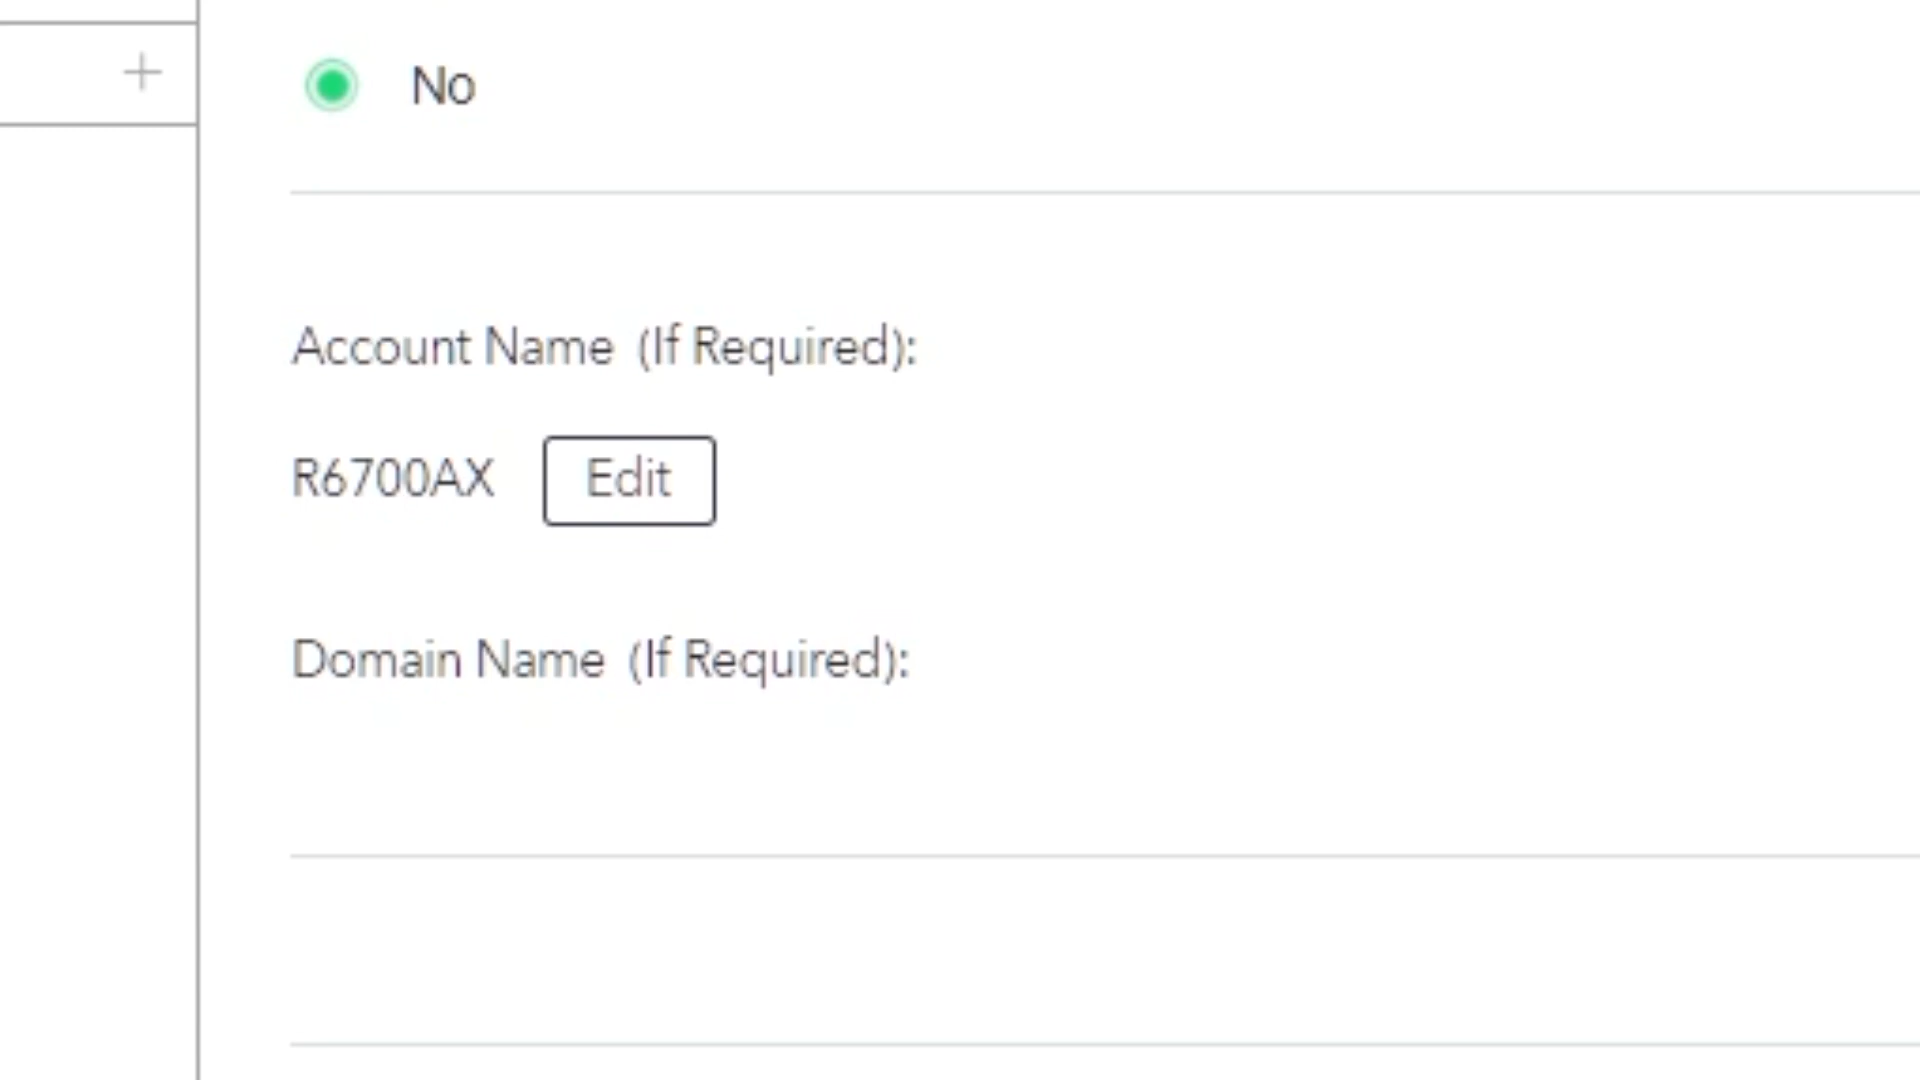 No
Account Name (If Required):
R6700AX Edit
Domain Name (If Required):